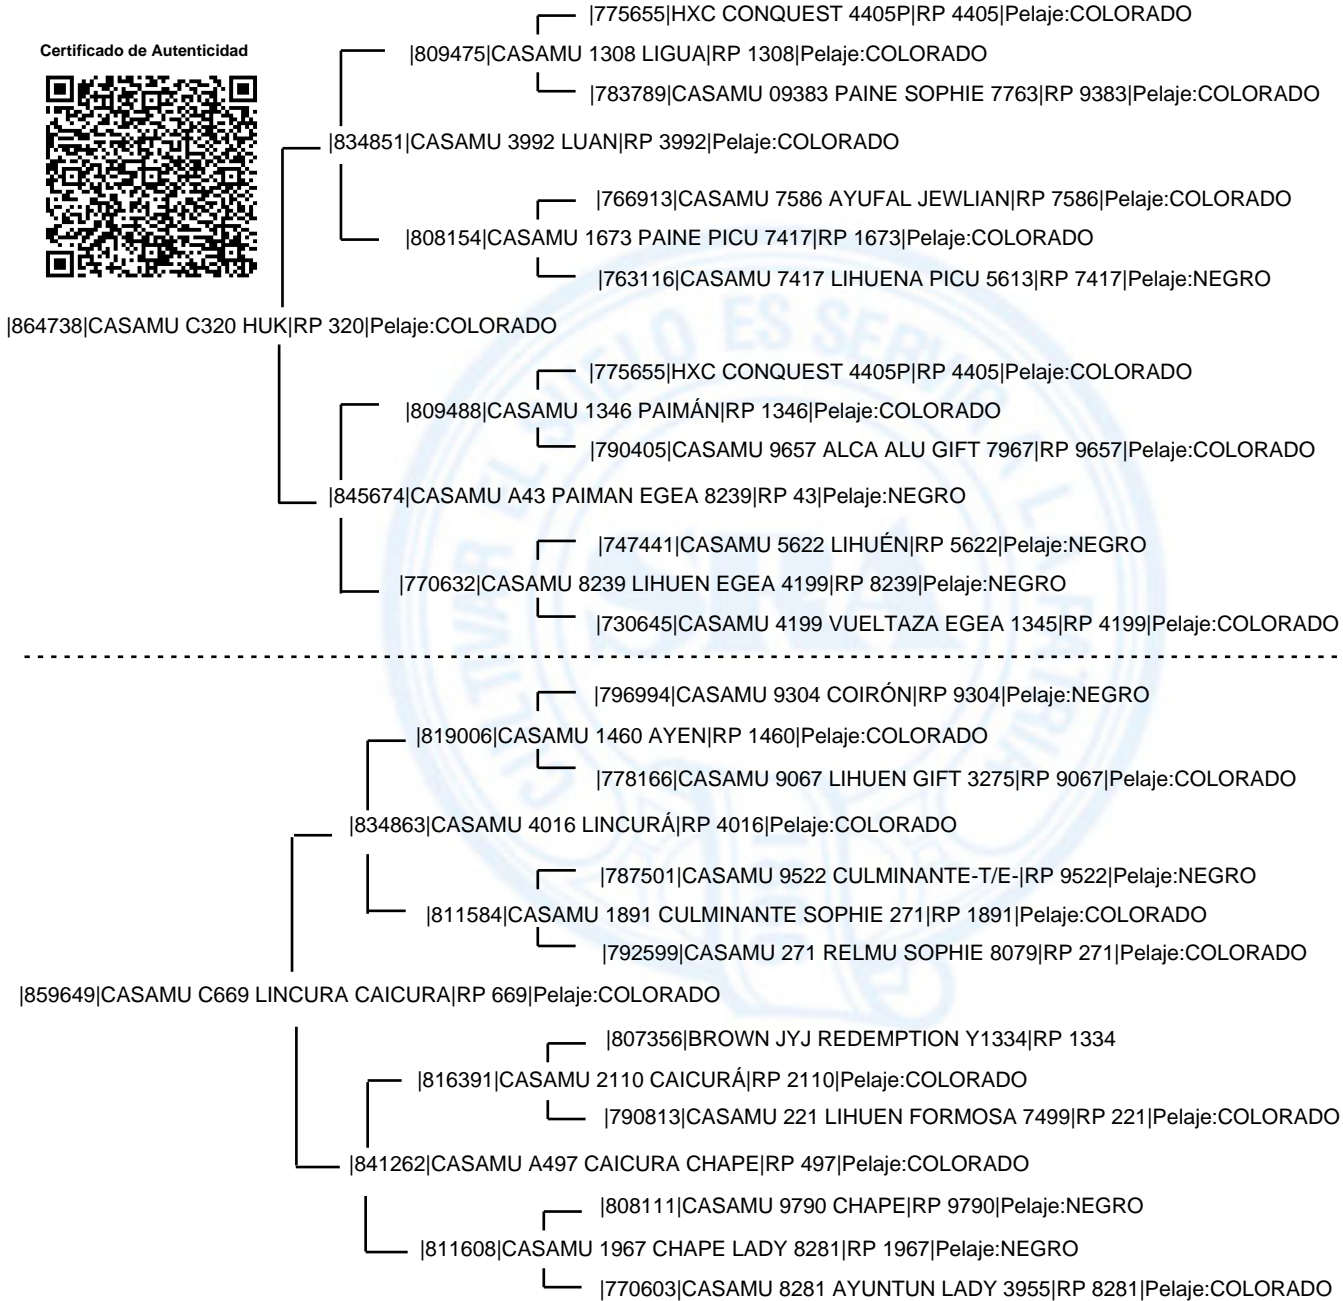 |775655|HXC CONQUEST 4405P|RP 4405|Pelaje:COLORADO
Certificado de Autenticidad
|809475|CASAMU 1308 LIGUA|RP 1308|Pelaje:COLORADO
|783789|CASAMU 09383 PAINE SOPHIE 7763|RP 9383|Pelaje:COLORADO
|834851|CASAMU 3992 LUAN|RP 3992|Pelaje:COLORADO
|766913|CASAMU 7586 AYUFAL JEWLIAN|RP 7586|Pelaje:COLORADO
|808154|CASAMU 1673 PAINE PICU 7417|RP 1673|Pelaje:COLORADO
|763116|CASAMU 7417 LIHUENA PICU 5613|RP 7417|Pelaje:NEGRO
|864738|CASAMU C320 HUK|RP 320|Pelaje:COLORADO
|775655|HXC CONQUEST 4405P|RP 4405|Pelaje:COLORADO
|809488|CASAMU 1346 PAIMÁN|RP 1346|Pelaje:COLORADO
|790405|CASAMU 9657 ALCA ALU GIFT 7967|RP 9657|Pelaje:COLORADO
|845674|CASAMU A43 PAIMAN EGEA 8239|RP 43|Pelaje:NEGRO
|747441|CASAMU 5622 LIHUÉN|RP 5622|Pelaje:NEGRO
|770632|CASAMU 8239 LIHUEN EGEA 4199|RP 8239|Pelaje:NEGRO
|730645|CASAMU 4199 VUELTAZA EGEA 1345|RP 4199|Pelaje:COLORADO
|796994|CASAMU 9304 COIRÓN|RP 9304|Pelaje:NEGRO
|819006|CASAMU 1460 AYEN|RP 1460|Pelaje:COLORADO
|778166|CASAMU 9067 LIHUEN GIFT 3275|RP 9067|Pelaje:COLORADO
|834863|CASAMU 4016 LINCURÁ|RP 4016|Pelaje:COLORADO
|787501|CASAMU 9522 CULMINANTE-T/E-|RP 9522|Pelaje:NEGRO
|811584|CASAMU 1891 CULMINANTE SOPHIE 271|RP 1891|Pelaje:COLORADO
|792599|CASAMU 271 RELMU SOPHIE 8079|RP 271|Pelaje:COLORADO
|859649|CASAMU C669 LINCURA CAICURA|RP 669|Pelaje:COLORADO
|807356|BROWN JYJ REDEMPTION Y1334|RP 1334
|816391|CASAMU 2110 CAICURÁ|RP 2110|Pelaje:COLORADO
|790813|CASAMU 221 LIHUEN FORMOSA 7499|RP 221|Pelaje:COLORADO
|841262|CASAMU A497 CAICURA CHAPE|RP 497|Pelaje:COLORADO
|808111|CASAMU 9790 CHAPE|RP 9790|Pelaje:NEGRO
|811608|CASAMU 1967 CHAPE LADY 8281|RP 1967|Pelaje:NEGRO
|770603|CASAMU 8281 AYUNTUN LADY 3955|RP 8281|Pelaje:COLORADO
CULTIVAR EL SUELO ES SERVIR A LA PATRIA
SRA
1866